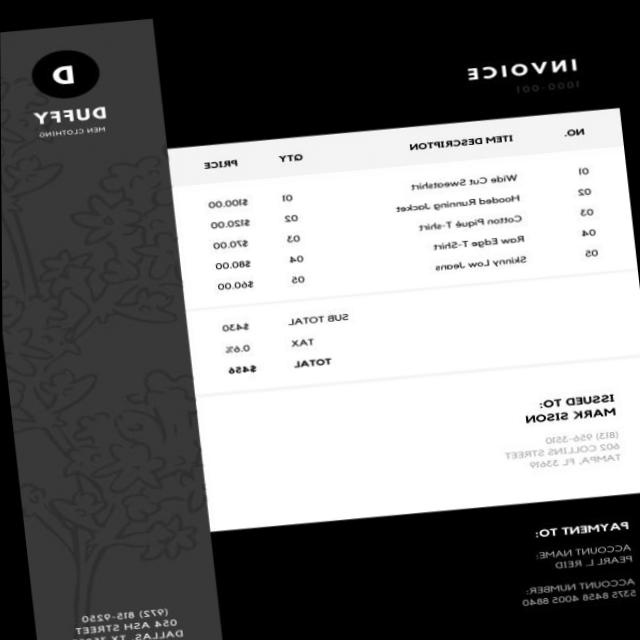 INVOICE
1000-001
D
DUFFY
MEN CLOTHING
NO. ITEM DESCRIPTON QTY PRICE
01 Wide Cut Sweatshirt 01 $100.00
02 Hooded Running Jacket 02 $120.00
03 Cotton Piqué T-shirt 03 $70.00
04 Raw Edge T-Shirt 04 $80.00
05 Skinny Low Jeans 05 $60.00
SUB TOTAL $430
TAX 0.6%
TOTAL $456
ISSUED TO:
MARK SISON
(813) 956-3510
602 COLLINS STREET
TAMPA, FL 33619
PAYMENT TO:
ACCOUNT NAME:
PEARL L. REID
ACCOUNT NUMBER:
5375 8458 4005 8840
(972) 815-9250
054 ASH STREET
DALLAS, TX